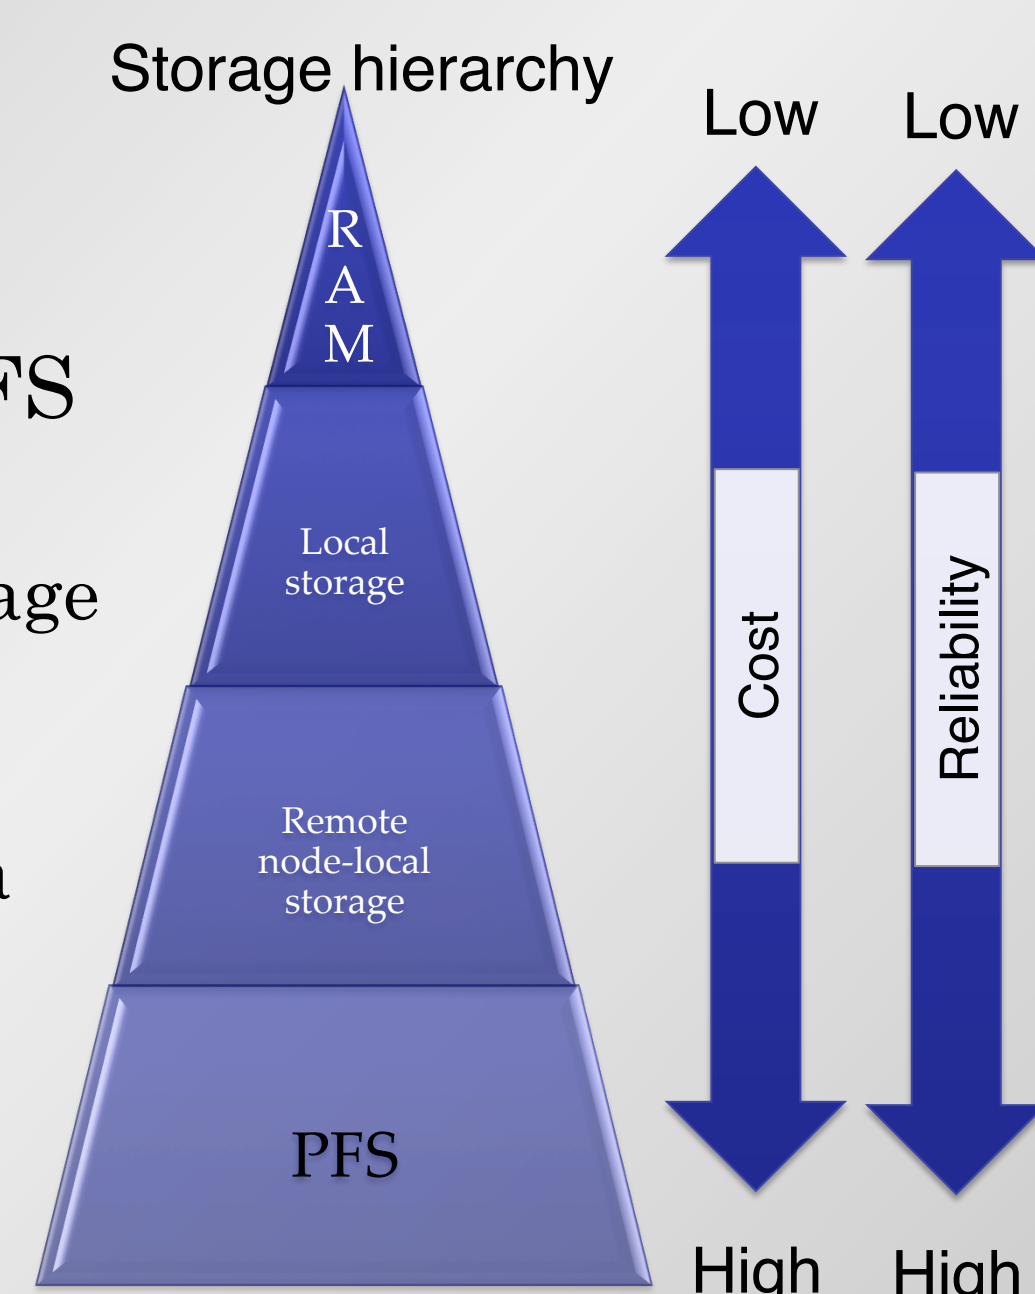 Storage hierarchy
Low
Low
R
A
M
FS
Local
storage
age
Cost
Reliability
Remote
node-local
storage
a
PFS
High
High